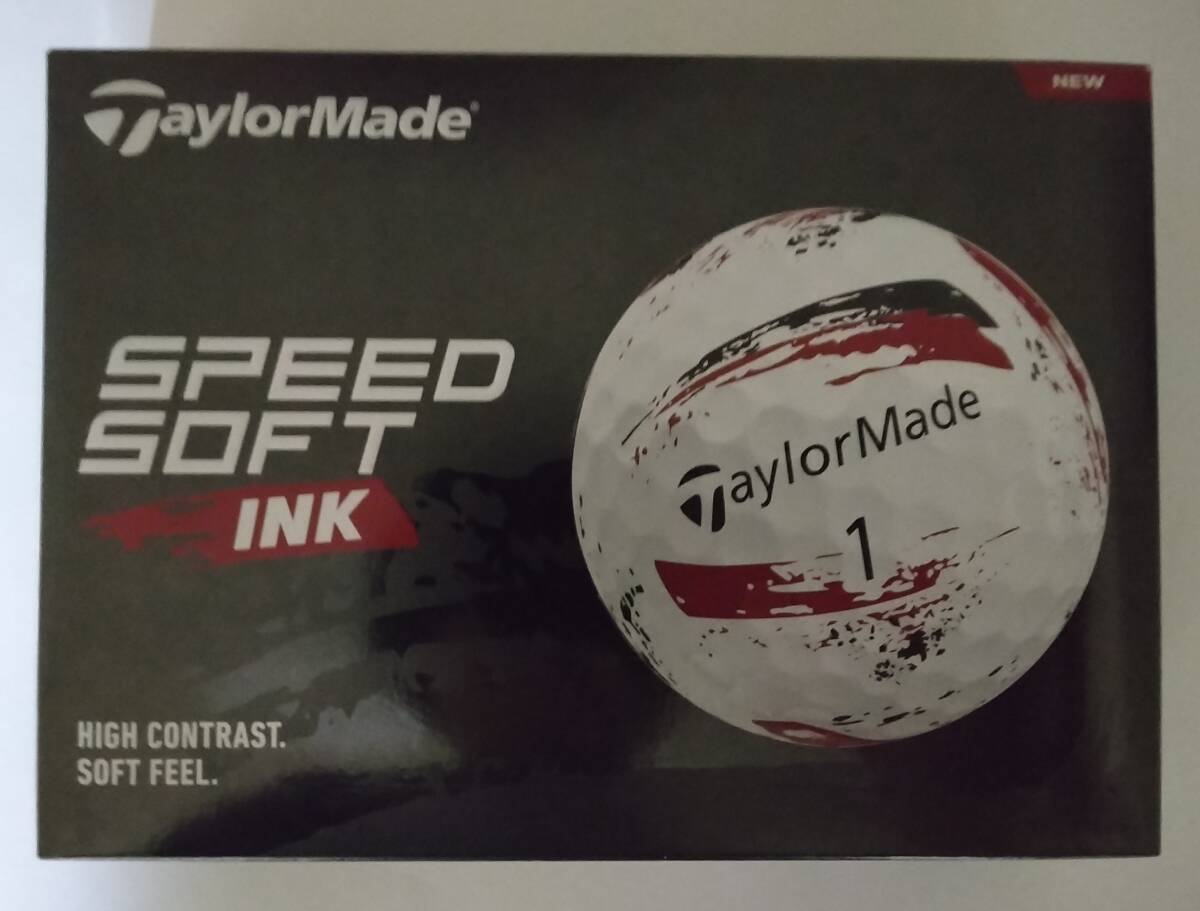 TaylorMade®
NEW
SPEED
SOFT
INK
TaylorMade
1
HIGH CONTRAST.
SOFT FEEL.